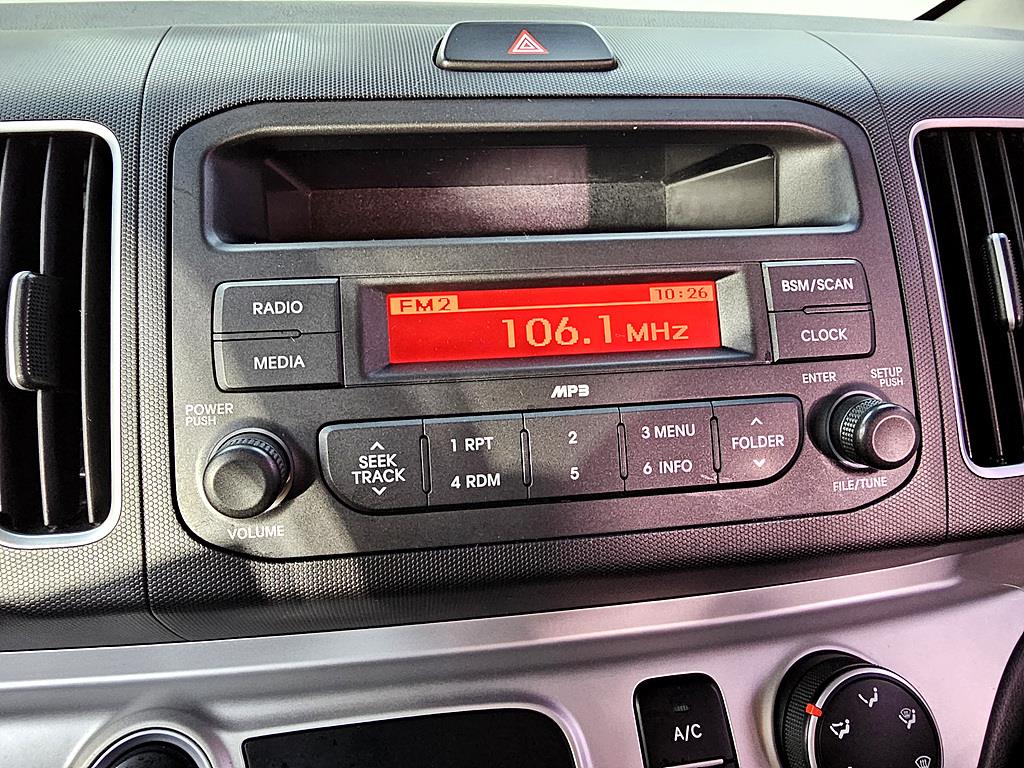 RADIO
MEDIA
FM2
10:26
106.1 MHz
BSM/SCAN
CLOCK
MP3
POWER
PUSH
VOLUME
SEEK
TRACK
1 RPT
4 RDM
2
5
3 MENU
6 INFO
FOLDER
ENTER
SETUP
PUSH
FILE/TUNE
A/C